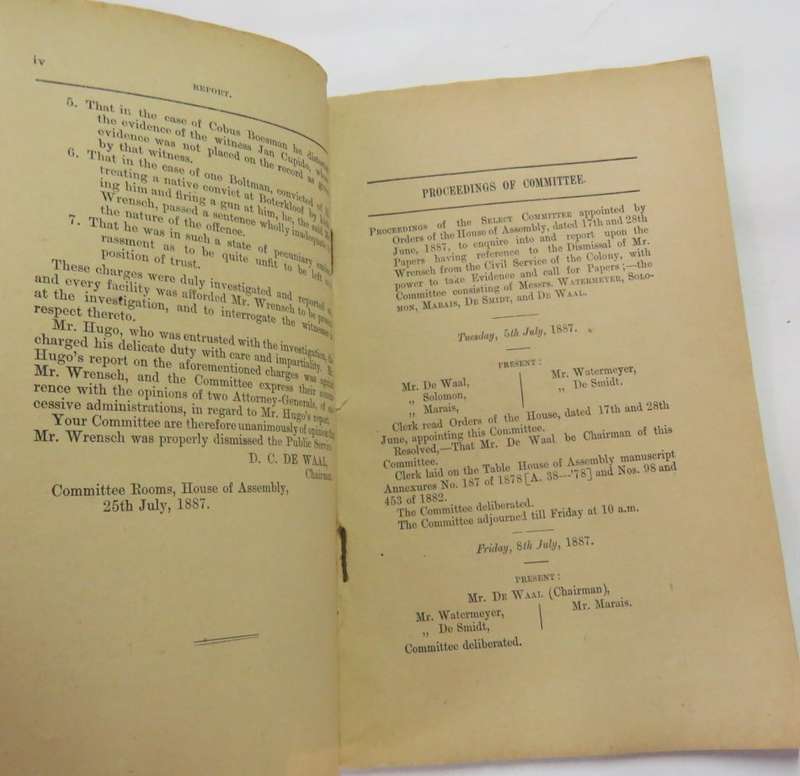 iv
REPORT.
5. That in the case of Cobus Boesman he
the evidence of the witness Jan Cupido,
evidence was not placed on the record as
by that witness.
6. That in the case of one Boltman, convicted of
treating a native convict at Boterkloof by
ing him and firing a gun at him, he, the said
Wrensch, passed a sentence wholly inadequate
the nature of the offence.
7. That he was in such a state of pecuniary
rassment as to be quite unfit to be left
position of trust.
These charges were duly investigated and reported
and every facility was afforded Mr. Wrensch to be
at the investigation, and to interrogate the witnesses
respect thereto.
Mr. Hugo, who was entrusted with the investigation,
charged his delicate duty with care and impartiality.
Hugo's report on the aforementioned charges was
Mr. Wrensch, and the Committee express their
rence with the opinions of two Attorney-Generals, of
cessive administrations, in regard to Mr. Hugo's report.
Your Committee are therefore unanimously of opinion
Mr. Wrensch was properly dismissed the Public
D. C. DE WAAL,
Chairman.
Committee Rooms, House of Assembly,
25th July, 1887.
PROCEEDINGS OF COMMITTEE.
PROCEEDINGS of the SELECT COMMITTEE appointed by
Orders of the House of Assembly, dated 17th and 28th
June, 1887, to enquire into and report upon the
Papers having reference to the Dismissal of Mr.
Wrensch from the Civil Service of the Colony, with
power to take Evidence and call for Papers;—the
Committee consisting of Messrs. WATERMEYER, SOLO-
MON, MARAIS, DE SMIDT, and DE WAAL.
Tuesday, 5th July, 1887.
PRESENT:
Mr. De Waal,
„ Solomon,
„ Marais,
Mr. Watermeyer,
„ De Smidt.
Clerk read Orders of the House, dated 17th and 28th
June, appointing this Committee.
Resolved,—That Mr. De Waal be Chairman of this
Committee.
Clerk laid on the Table House of Assembly manuscript
Annexures No. 187 of 1878 [A. 38—'78] and Nos. 98 and
453 of 1882.
The Committee deliberated.
The Committee adjourned till Friday at 10 a.m.
Friday, 8th July, 1887.
PRESENT:
Mr. DE WAAL (Chairman),
Mr. Watermeyer,
„ De Smidt,
Mr. Marais.
Committee deliberated.